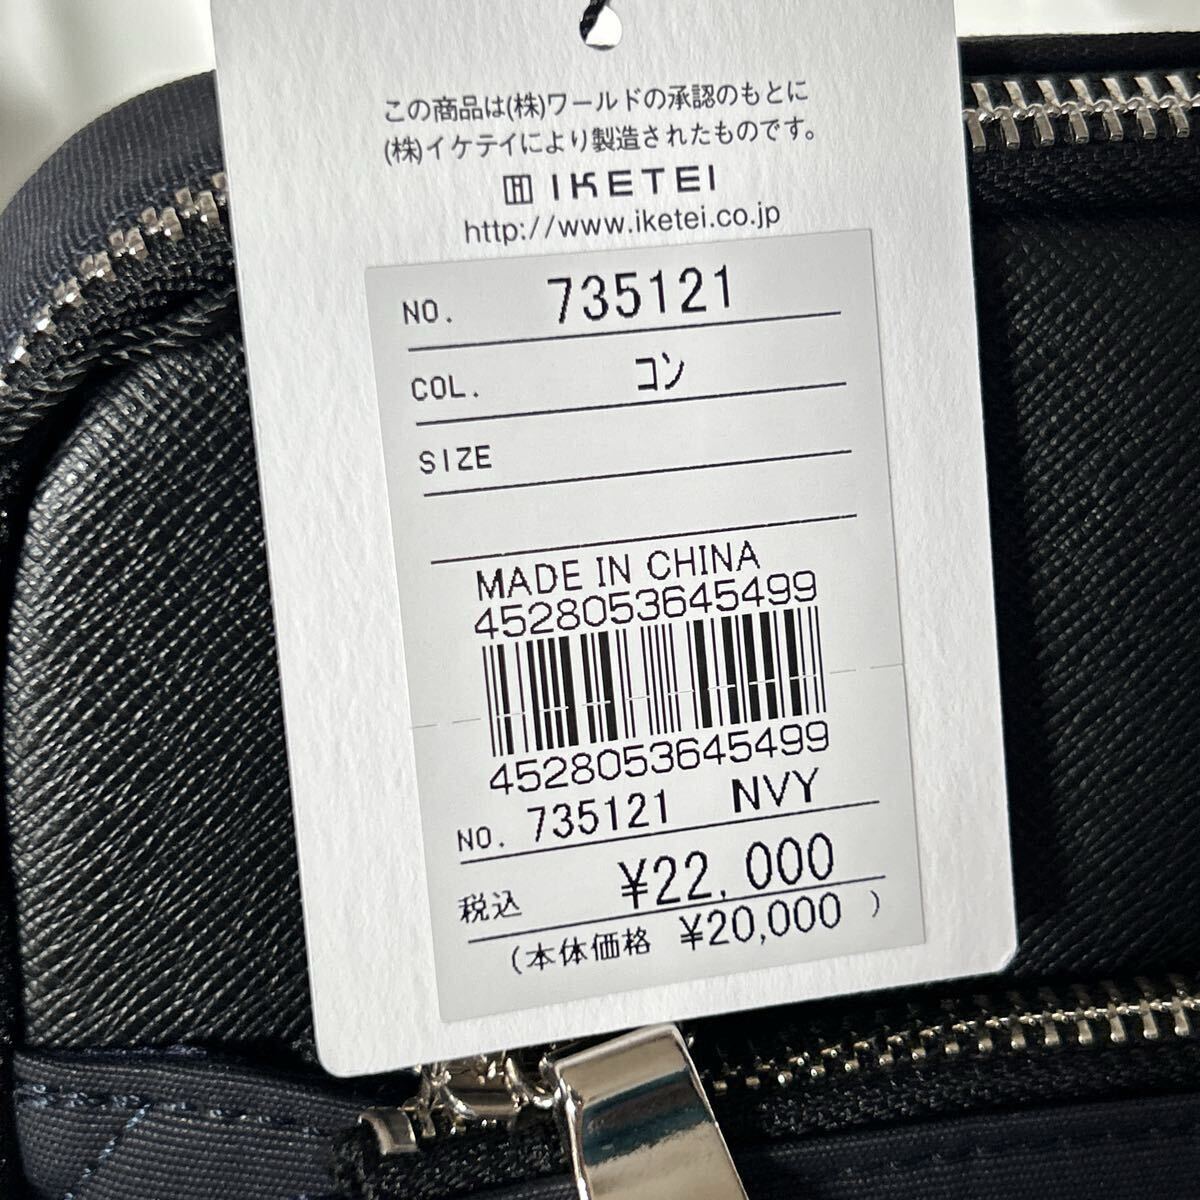 この商品は(株)ワールドの承認のもとに
(株)イケテイにより製造されたものです。
IKETEI
http://www.iketei.co.jp
NO. 735121
COL. コン
SIZE
MADE IN CHINA
4528053645499
4528053645499
NO. 735121 NVY
税込 ¥22,000
(本体価格 ¥20,000 )